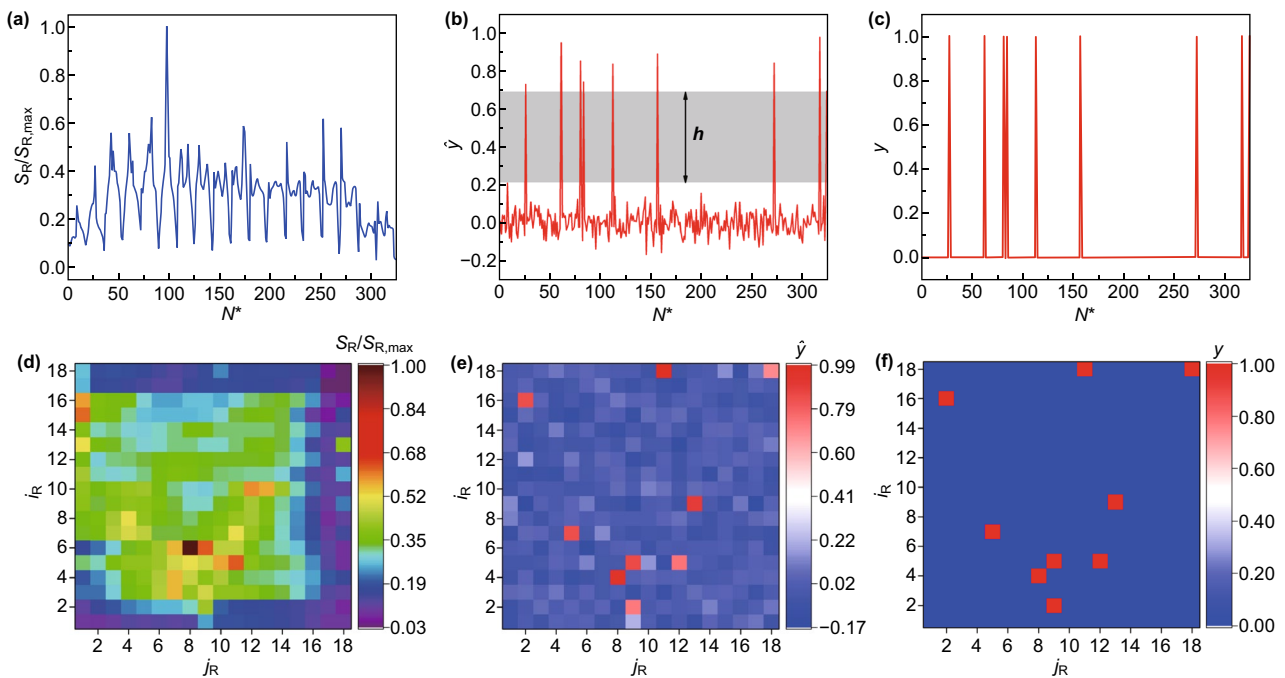 (a)
1.0
0.8
0.6
0.4
0.2
0.0
S_R/S_R,max
0 50 100 150 200 250 300
N*
(b)
1.0
0.8
0.6
0.4
0.2
0.0
−0.2
ŷ
h
0 50 100 150 200 250 300
N*
(c)
1.0
0.8
0.6
0.4
0.2
0.0
y
0 50 100 150 200 250 300
N*
(d)
S_R/S_R,max
18
16
14
12
10
8
6
4
2
i_R
2 4 6 8 10 12 14 16 18
j_R
1.00
0.84
0.68
0.52
0.35
0.19
0.03
(e)
ŷ
18
16
14
12
10
8
6
4
2
i_R
2 4 6 8 10 12 14 16 18
j_R
0.99
0.79
0.60
0.41
0.22
0.02
−0.17
(f)
y
18
16
14
12
10
8
6
4
2
i_R
2 4 6 8 10 12 14 16 18
j_R
1.00
0.80
0.60
0.40
0.20
0.00